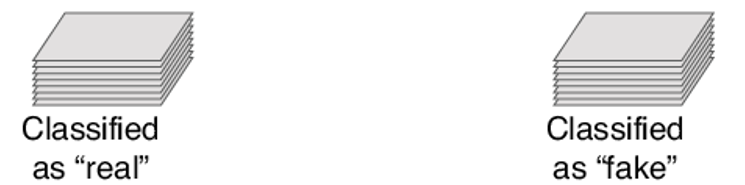 Classified
as “real”
Classified
as “fake”